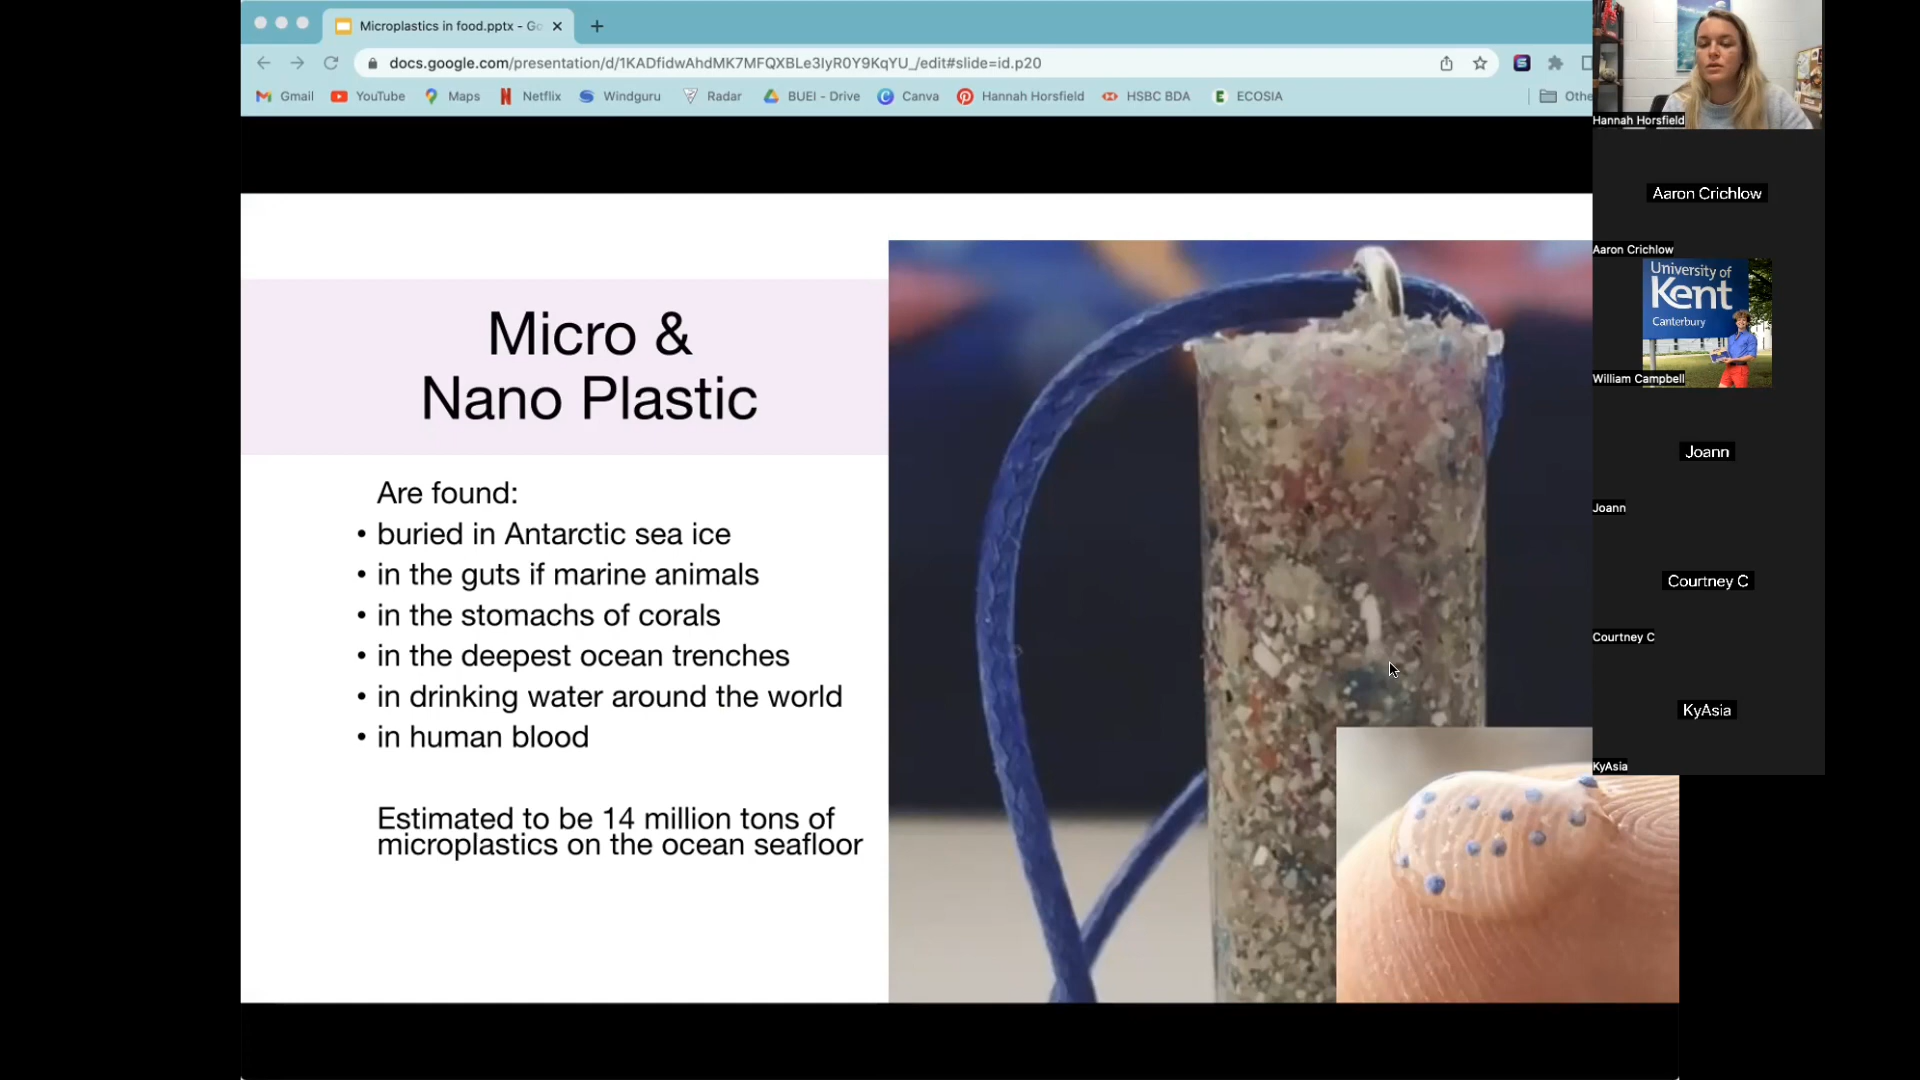 Microplastics in food.pptx - Go
docs.google.com/presentation/d/1KADfidwAhdMK7MFQXBLe3IyR0Y9KqYU_/edit#slide=id.p20
Gmail YouTube Maps Netflix Windguru Radar BUEI - Drive Canva Hannah Horsfield HSBC BDA ECOSIA Othe
Micro &
Nano Plastic
Are found:
• buried in Antarctic sea ice
• in the guts if marine animals
• in the stomachs of corals
• in the deepest ocean trenches
• in drinking water around the world
• in human blood
Estimated to be 14 million tons of
microplastics on the ocean seafloor
Hannah Horsfield
Aaron Crichlow
Aaron Crichlow
University of
Kent
Canterbury
William Campbell
Joann
Joann
Courtney C
Courtney C
KyAsia
KyAsia